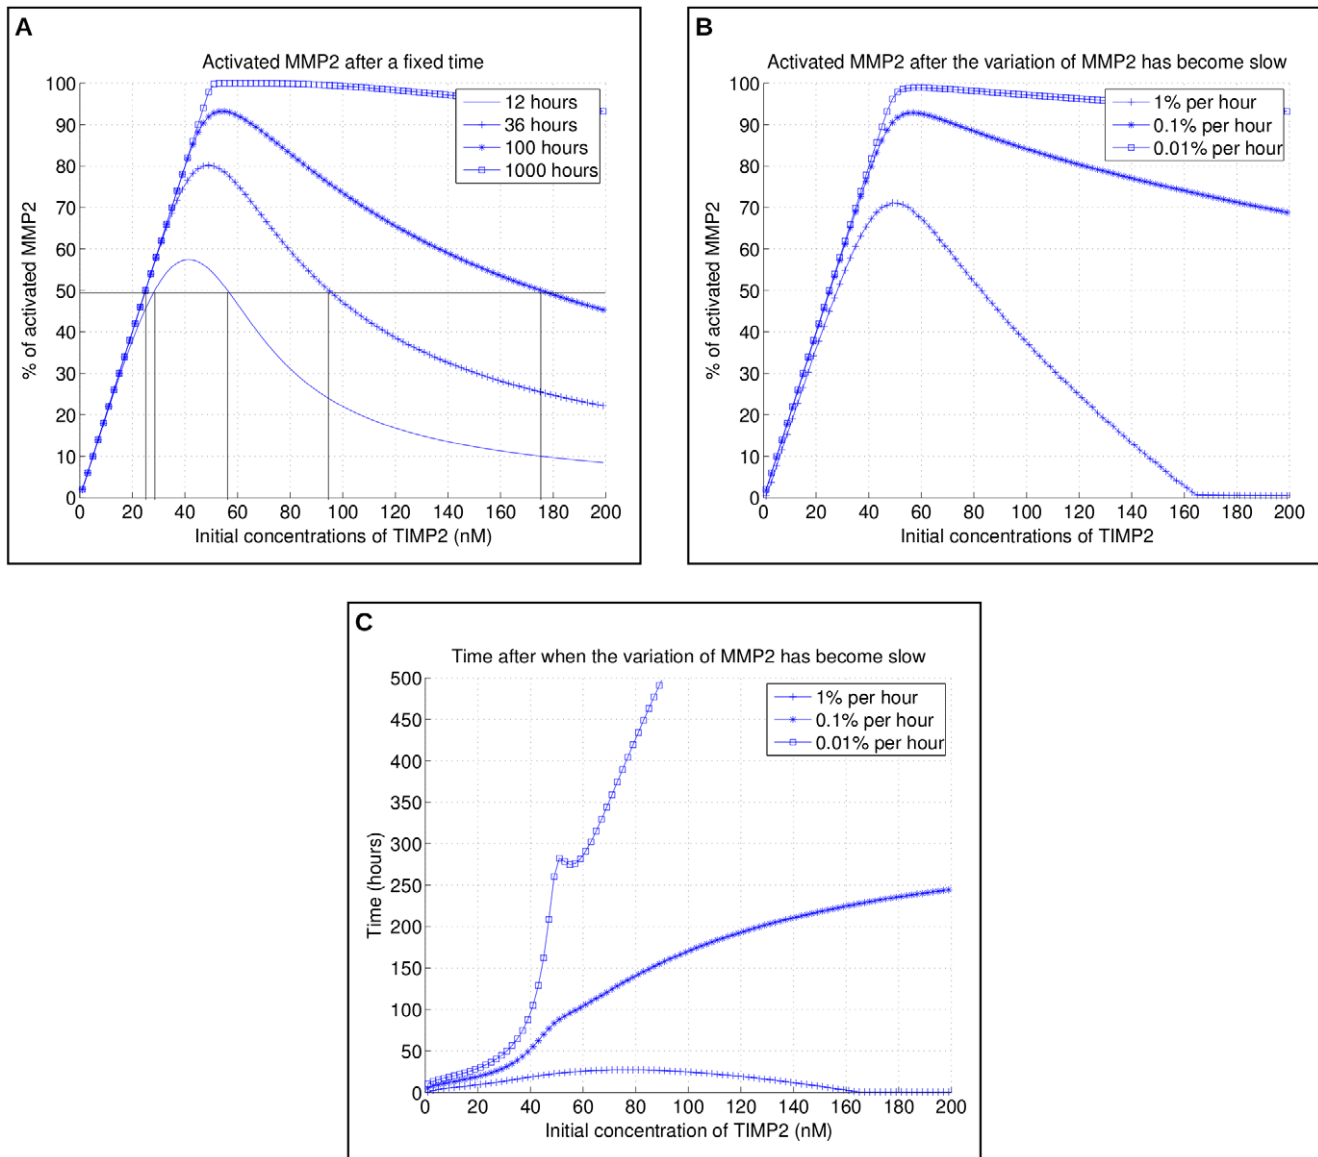 A
Activated MMP2 after a fixed time
% of activated MMP2
100
90
80
70
60
50
40
30
20
10
0
12 hours
36 hours
100 hours
1000 hours
0 20 40 60 80 100 120 140 160 180 200
Initial concentrations of TIMP2 (nM)
B
Activated MMP2 after the variation of MMP2 has become slow
% of activated MMP2
100
90
80
70
60
50
40
30
20
10
0
1% per hour
0.1% per hour
0.01% per hour
0 20 40 60 80 100 120 140 160 180 200
Initial concentrations of TIMP2
C
Time after when the variation of MMP2 has become slow
Time (hours)
500
450
400
350
300
250
200
150
100
50
0
1% per hour
0.1% per hour
0.01% per hour
0 20 40 60 80 100 120 140 160 180 200
Initial concentration of TIMP2 (nM)